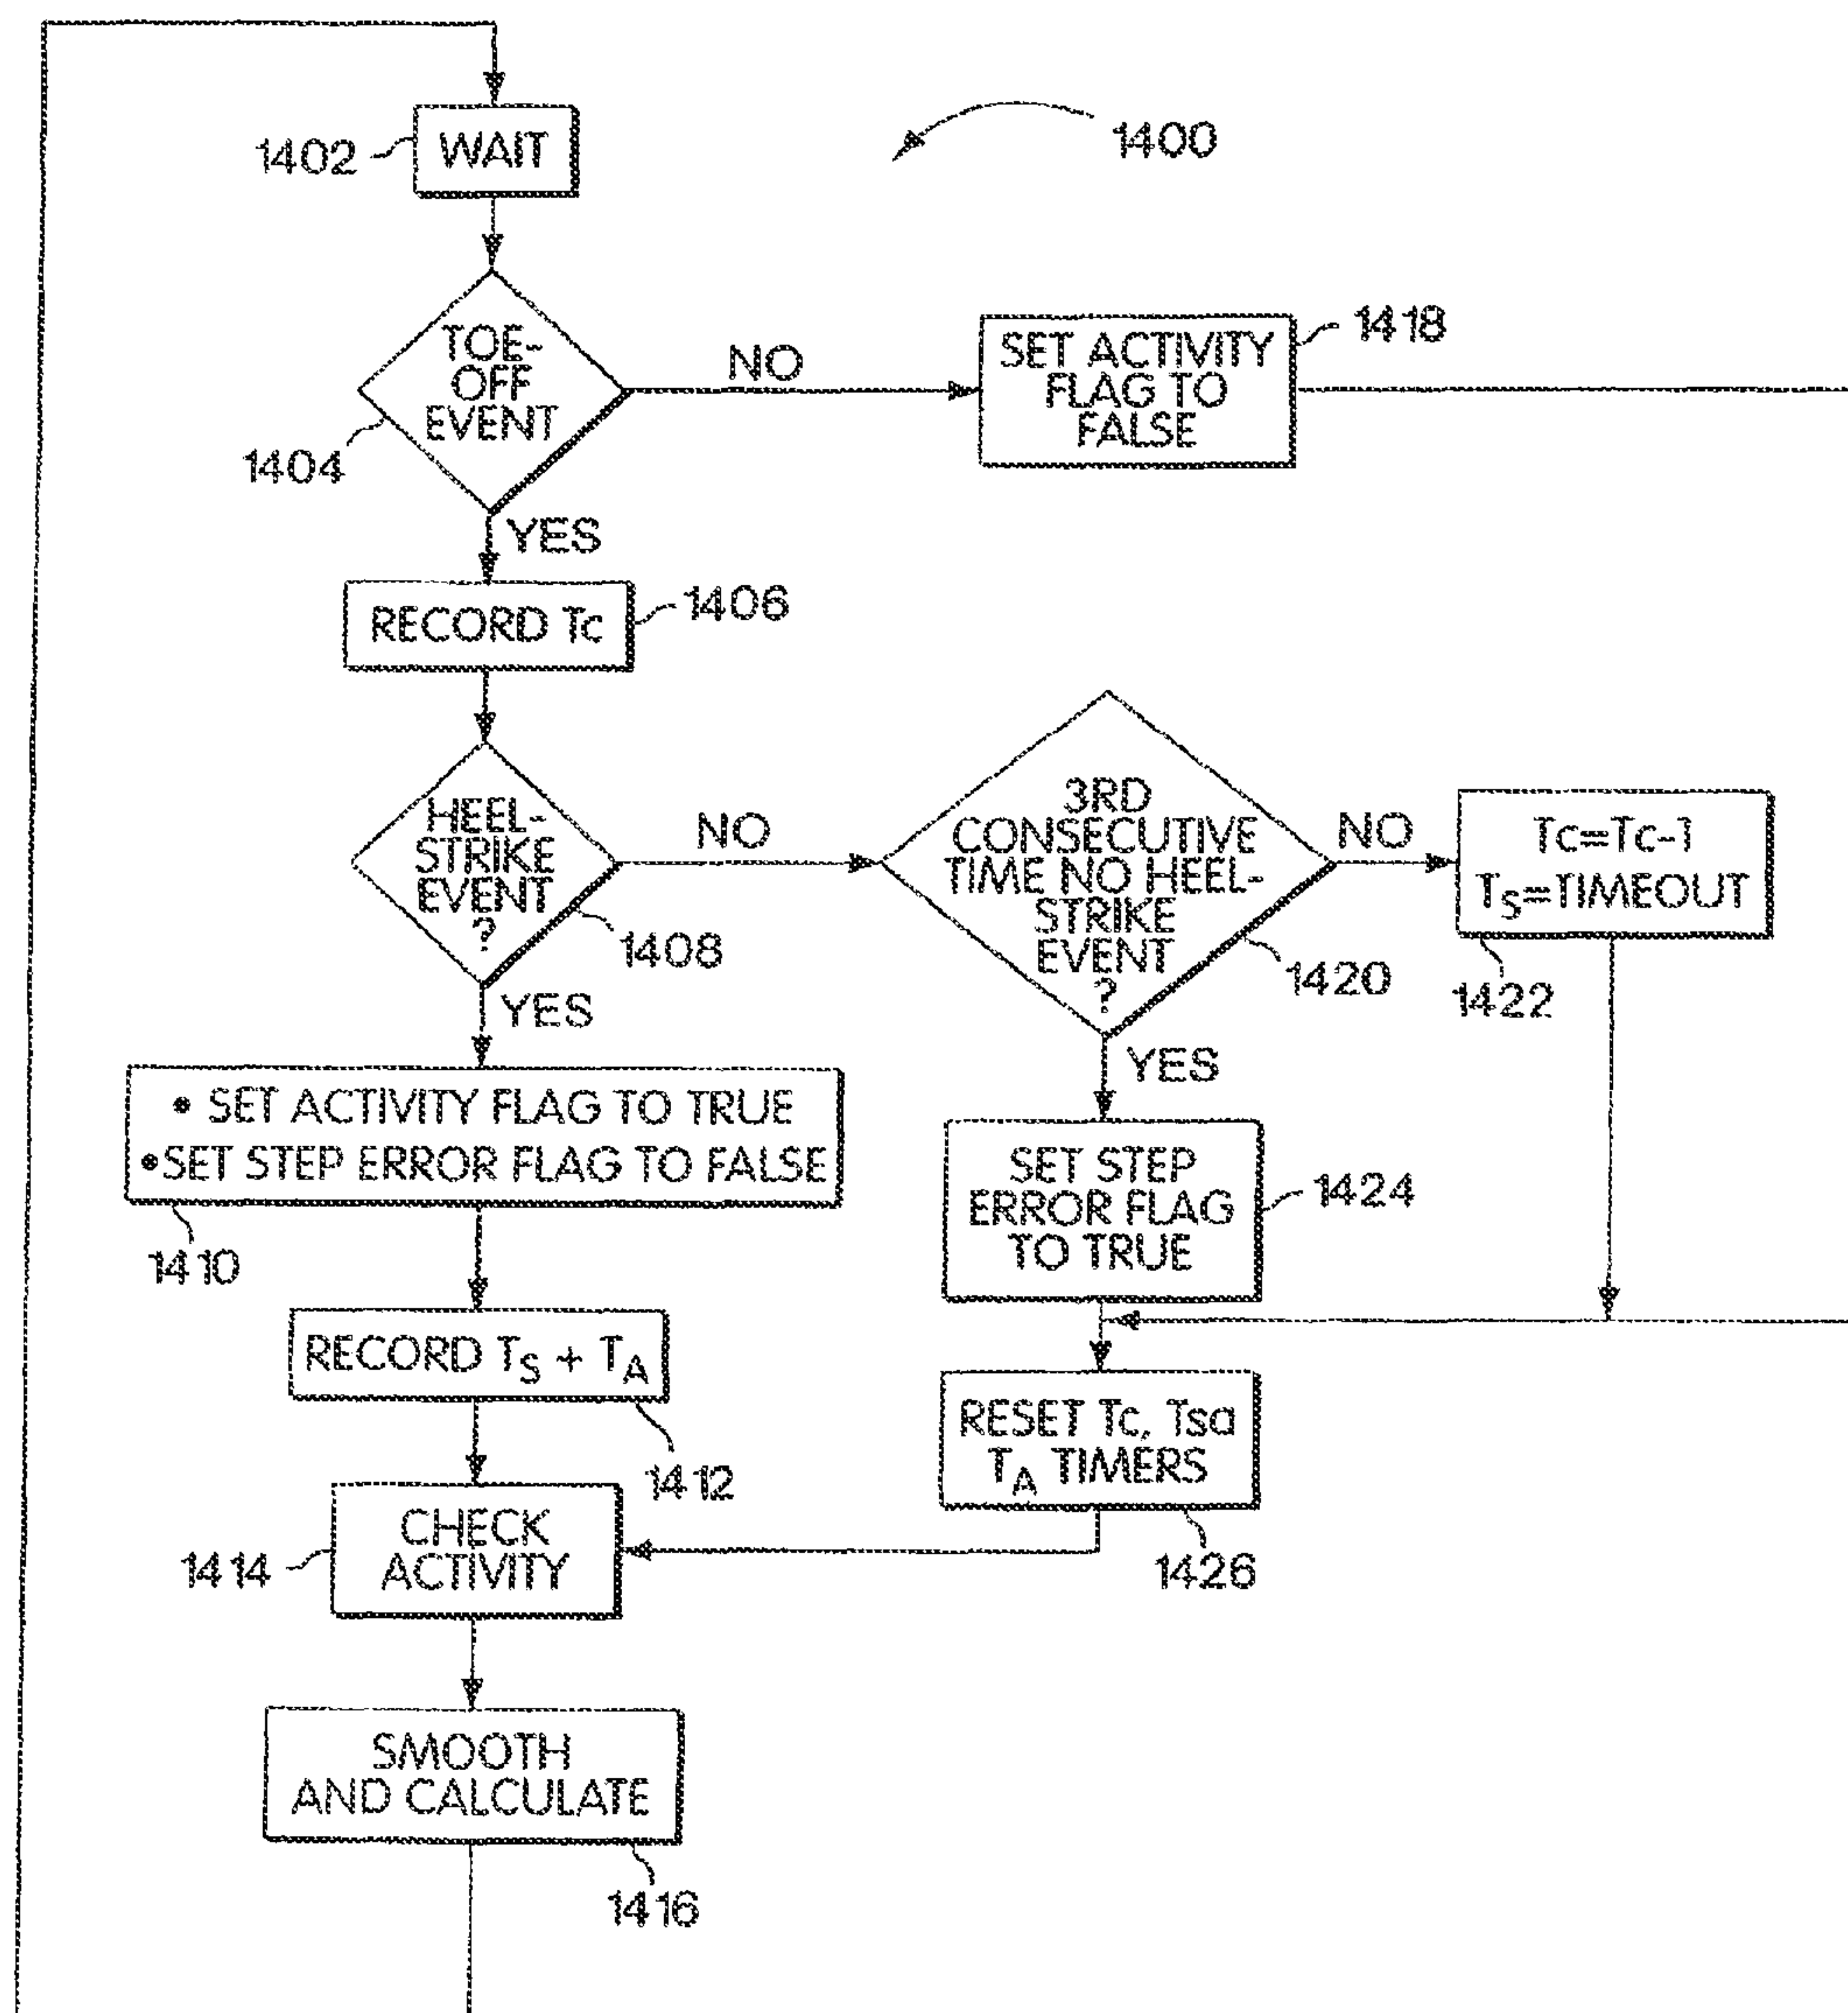 1400
1402
WAIT
TOE-
OFF
EVENT
1404
NO
SET ACTIVITY
FLAG TO
FALSE
1418
YES
RECORD Tc
1406
HEEL-
STRIKE
EVENT
?
1408
NO
3RD
CONSECUTIVE
TIME NO HEEL-
STRIKE
EVENT
?
1420
NO
Tc=Tc-1
TS=TIMEOUT
1422
YES
• SET ACTIVITY FLAG TO TRUE
•SET STEP ERROR FLAG TO FALSE
1410
YES
SET STEP
ERROR FLAG
TO TRUE
1424
RECORD TS + TA
1412
RESET Tc, Tsa
TA TIMERS
1426
CHECK
ACTIVITY
1414
SMOOTH
AND CALCULATE
1416